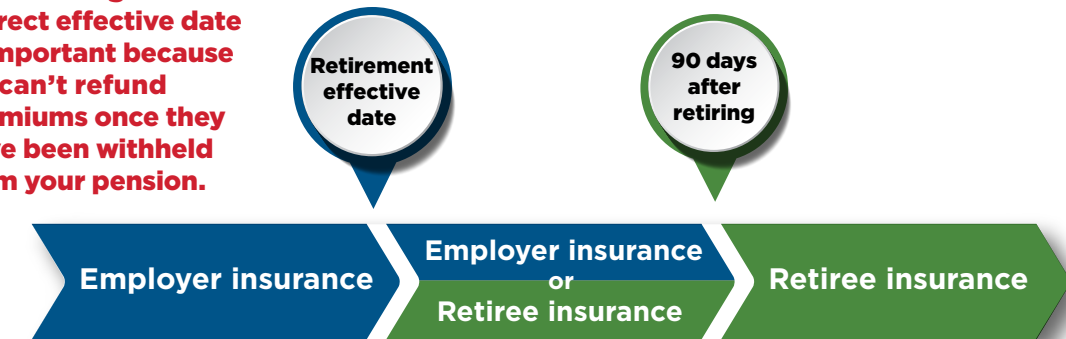 rect effective date
mportant because
can’t refund
miums once they
e been withheld
m your pension.
Retirement
effective
date
90 days
after
retiring
Employer insurance
Employer insurance
or
Retiree insurance
Retiree insurance